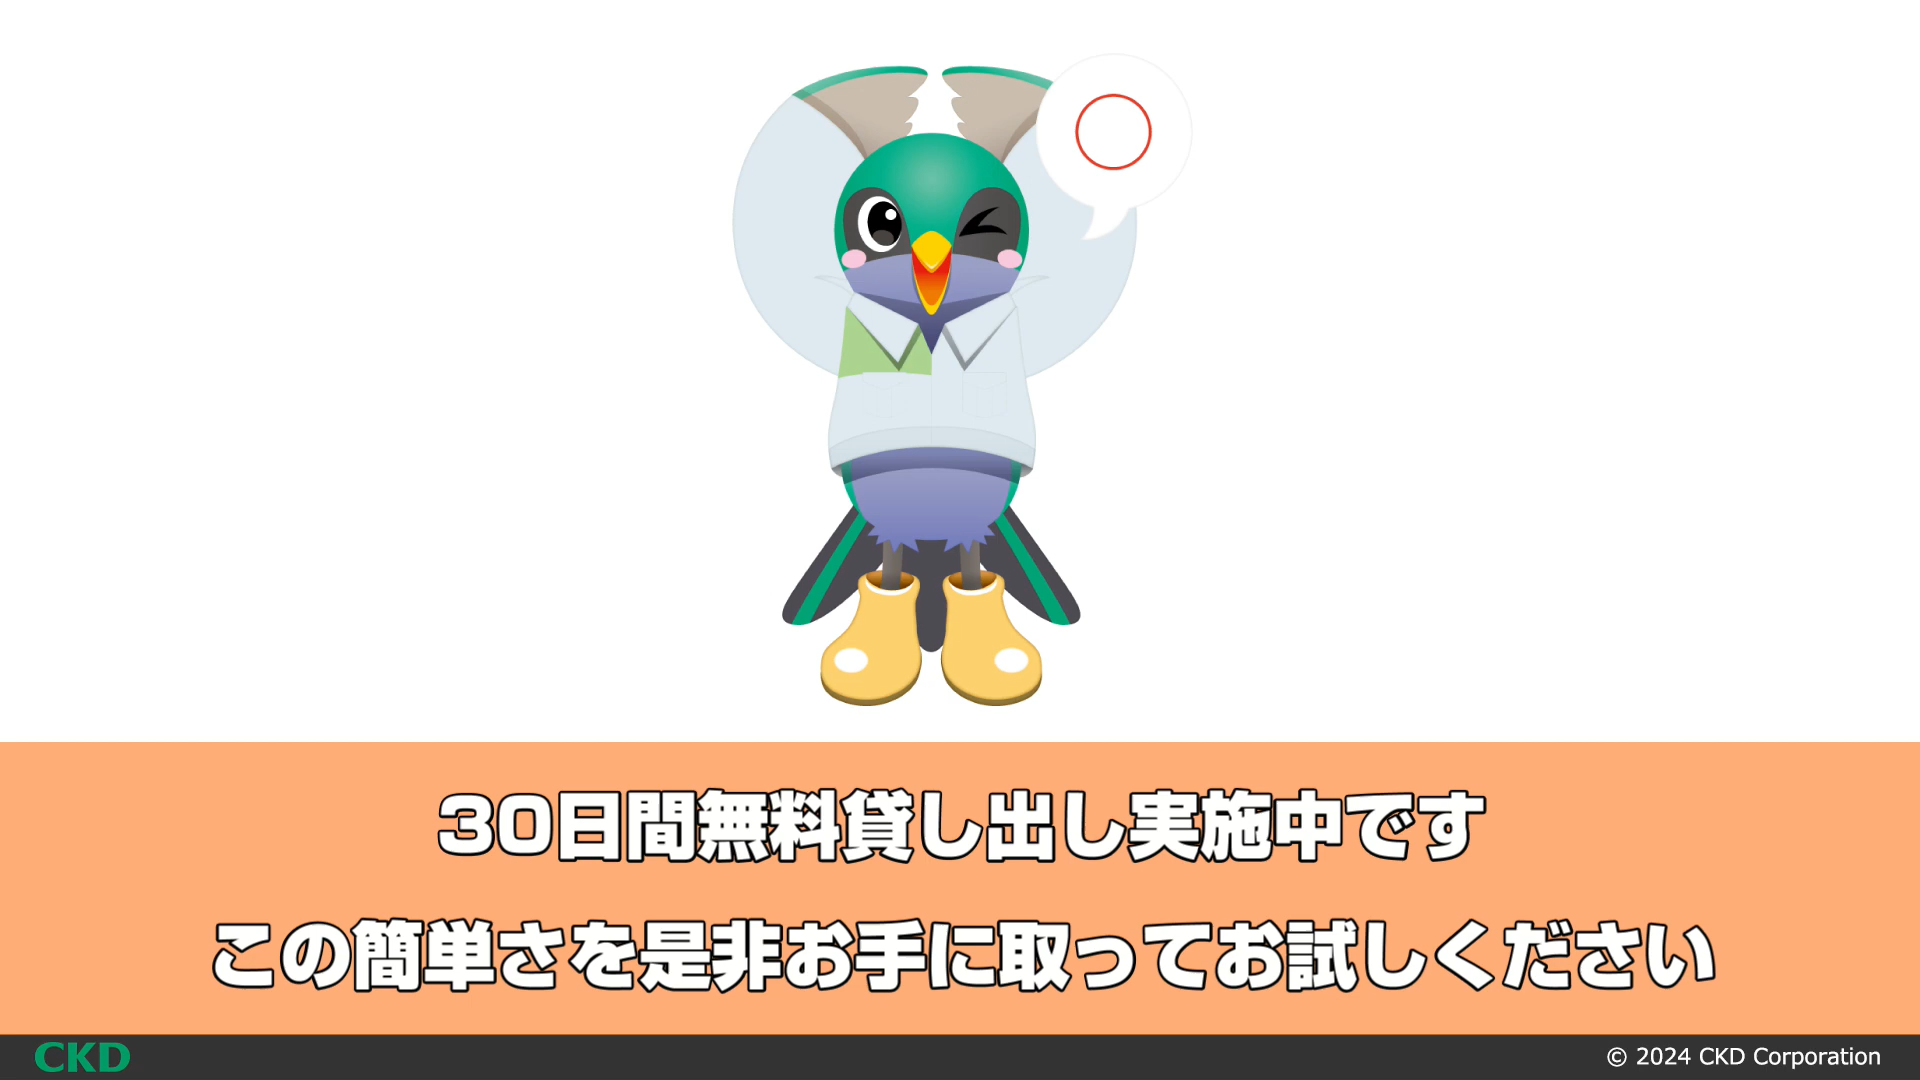 30日間無料貸し出し実施中です
この簡単さを是非お手に取ってお試しください
CKD
© 2024 CKD Corporation